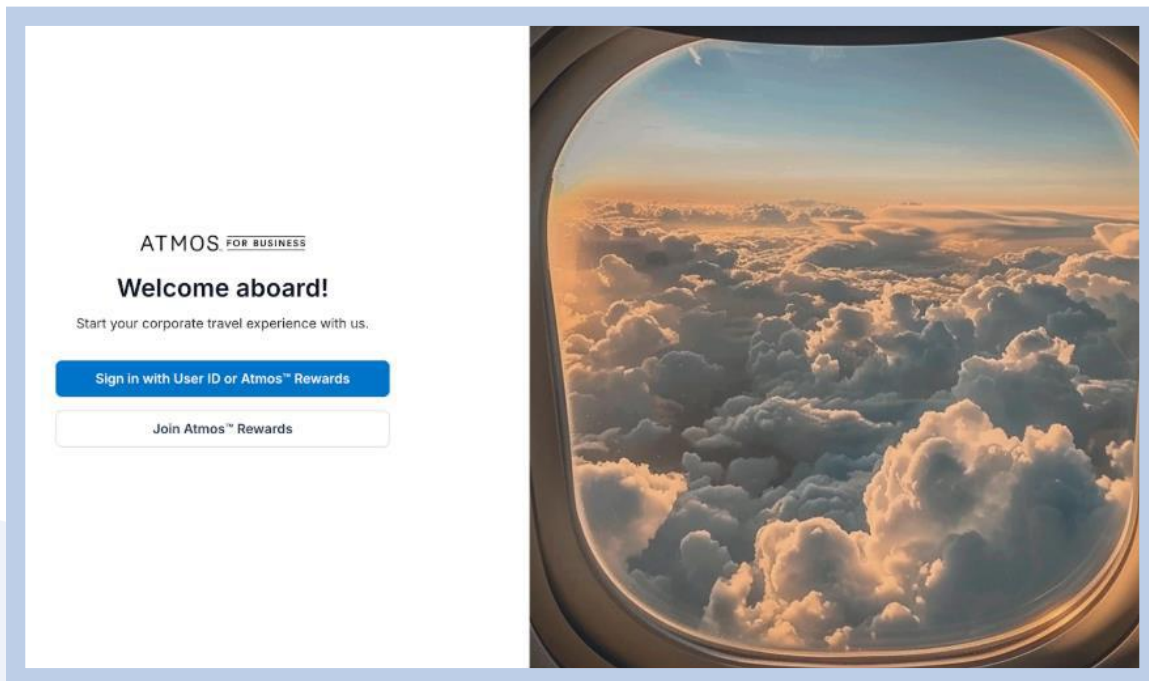 ATMOS™ FOR BUSINESS
Welcome aboard!
Start your corporate travel experience with us.
Sign in with User ID or Atmos™ Rewards
Join Atmos™ Rewards